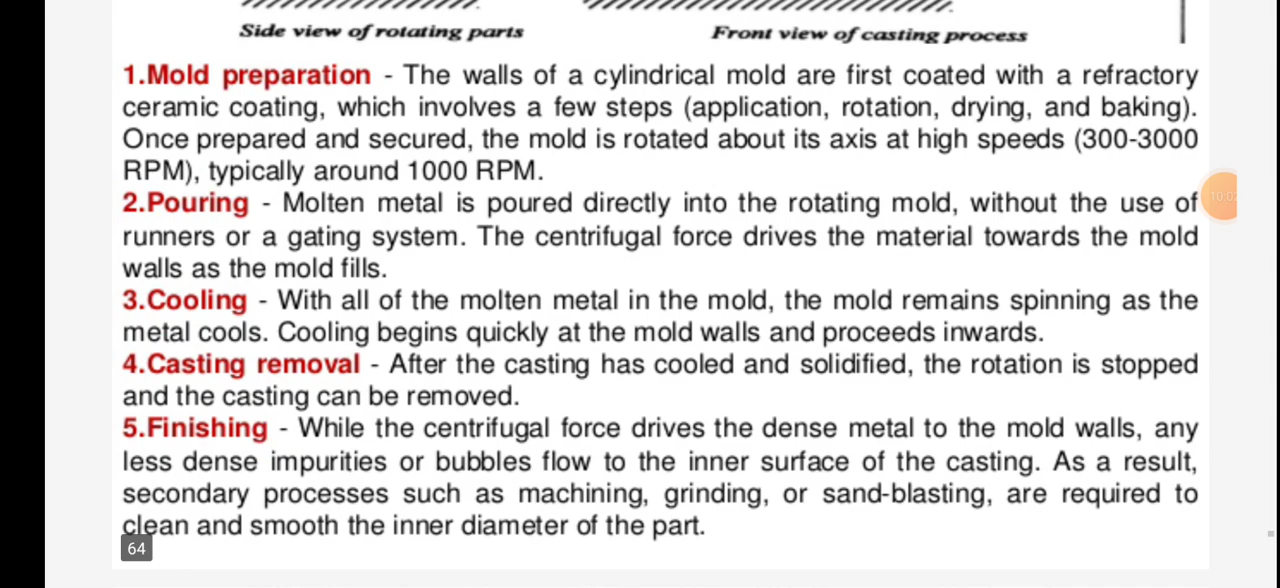 Side view of rotating parts
Front view of casting process
1.Mold preparation - The walls of a cylindrical mold are first coated with a refractory
ceramic coating, which involves a few steps (application, rotation, drying, and baking).
Once prepared and secured, the mold is rotated about its axis at high speeds (300-3000
RPM), typically around 1000 RPM.
2.Pouring - Molten metal is poured directly into the rotating mold, without the use of
runners or a gating system. The centrifugal force drives the material towards the mold
walls as the mold fills.
3.Cooling - With all of the molten metal in the mold, the mold remains spinning as the
metal cools. Cooling begins quickly at the mold walls and proceeds inwards.
4.Casting removal - After the casting has cooled and solidified, the rotation is stopped
and the casting can be removed.
5.Finishing - While the centrifugal force drives the dense metal to the mold walls, any
less dense impurities or bubbles flow to the inner surface of the casting. As a result,
secondary processes such as machining, grinding, or sand-blasting, are required to
clean and smooth the inner diameter of the part.
64